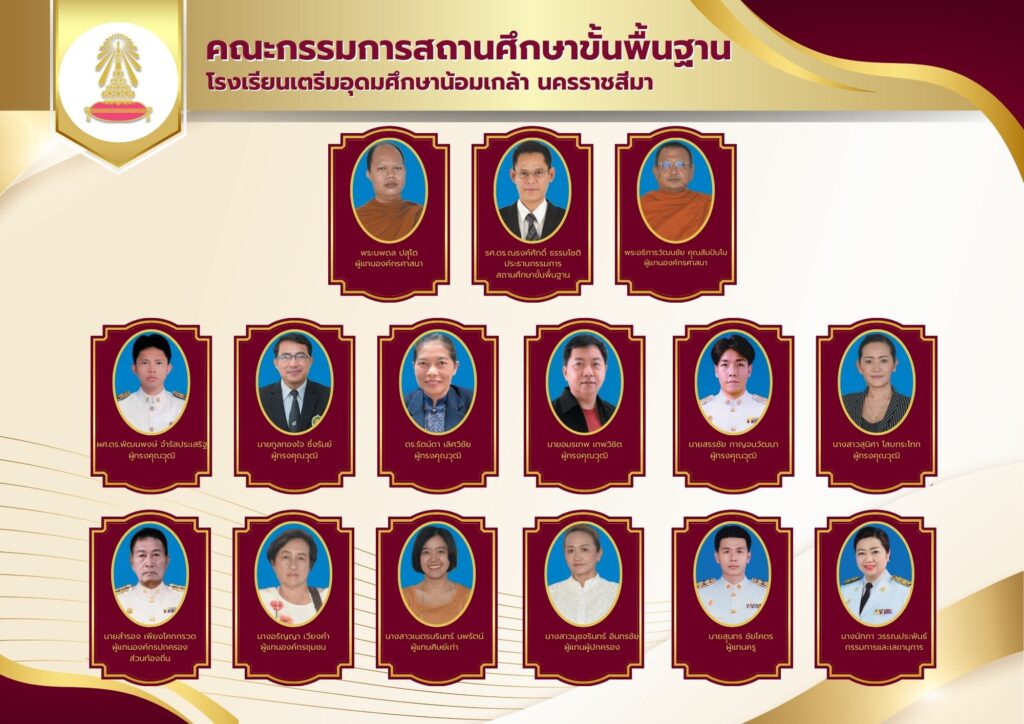 คณะกรรมการสถานศึกษาขั้นพื้นฐาน
โรงเรียนเตรียมอุดมศึกษาน้อมเกล้า นครราชสีมา
พระนพดล ปสุโต
ผู้แทนองค์กรศาสนา
รศ.ดร.ณรงค์ศักดิ์ ธรรมโชติ
ประธานกรรมการ
สถานศึกษาขั้นพื้นฐาน
พระอธิการวัฒนชัย คุณสัมปันโน
ผู้แทนองค์กรศาสนา
ผศ.ดร.พัฒนพงษ์ จำรัสประเสริฐ
ผู้ทรงคุณวุฒิ
นายทูลทองใจ ซึ่งรัมย์
ผู้ทรงคุณวุฒิ
ดร.รัตน์ดา เลิศวิชัย
ผู้ทรงคุณวุฒิ
นายอมรเทพ เทพวิชิต
ผู้ทรงคุณวุฒิ
นายสรรชัย กาญจนวัฒนา
ผู้ทรงคุณวุฒิ
นางสาวสุนิศา โสบกระโทก
ผู้ทรงคุณวุฒิ
นายสำรอง เพียงโคกกรวด
ผู้แทนองค์กรปกครอง
ส่วนท้องถิ่น
นางอรัญญา เวียงคำ
ผู้แทนองค์กรชุมชน
นางสาวเนตรนรินทร์ นพรัตน์
ผู้แทนศิษย์เก่า
นางสาวนุชจรินทร์ อินทรชัย
ผู้แทนผู้ปกครอง
นายสุนทร ชัยโคตร
ผู้แทนครู
นางนัทฑา วรรณประพันธ์
กรรมการและเลขานุการ